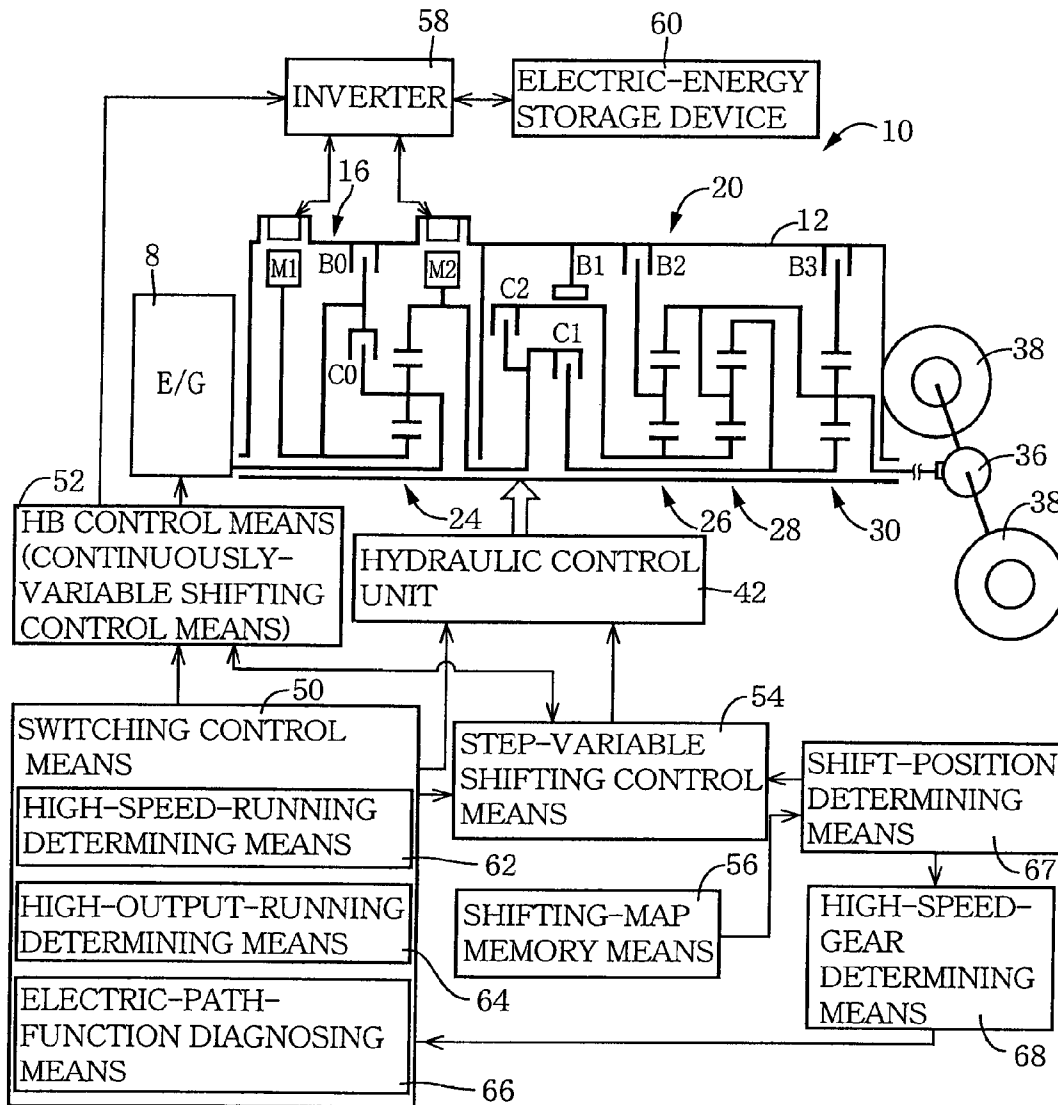 58
60
INVERTER
ELECTRIC-ENERGY
STORAGE DEVICE
10
16
20
12
8
M1
B0
M2
B1
B2
B3
C2
C1
C0
E/G
38
36
38
52
24
26
28
30
HB CONTROL MEANS
(CONTINUOUSLY-
VARIABLE SHIFTING
CONTROL MEANS)
HYDRAULIC CONTROL
UNIT
42
50
54
SWITCHING CONTROL
MEANS
STEP-VARIABLE
SHIFTING CONTROL
MEANS
SHIFT-POSITION
DETERMINING
MEANS
67
HIGH-SPEED-RUNNING
DETERMINING MEANS
62
56
SHIFTING-MAP
MEMORY MEANS
HIGH-OUTPUT-RUNNING
DETERMINING MEANS
64
HIGH-SPEED-
GEAR
DETERMINING
MEANS
68
ELECTRIC-PATH-
FUNCTION DIAGNOSING
MEANS
66